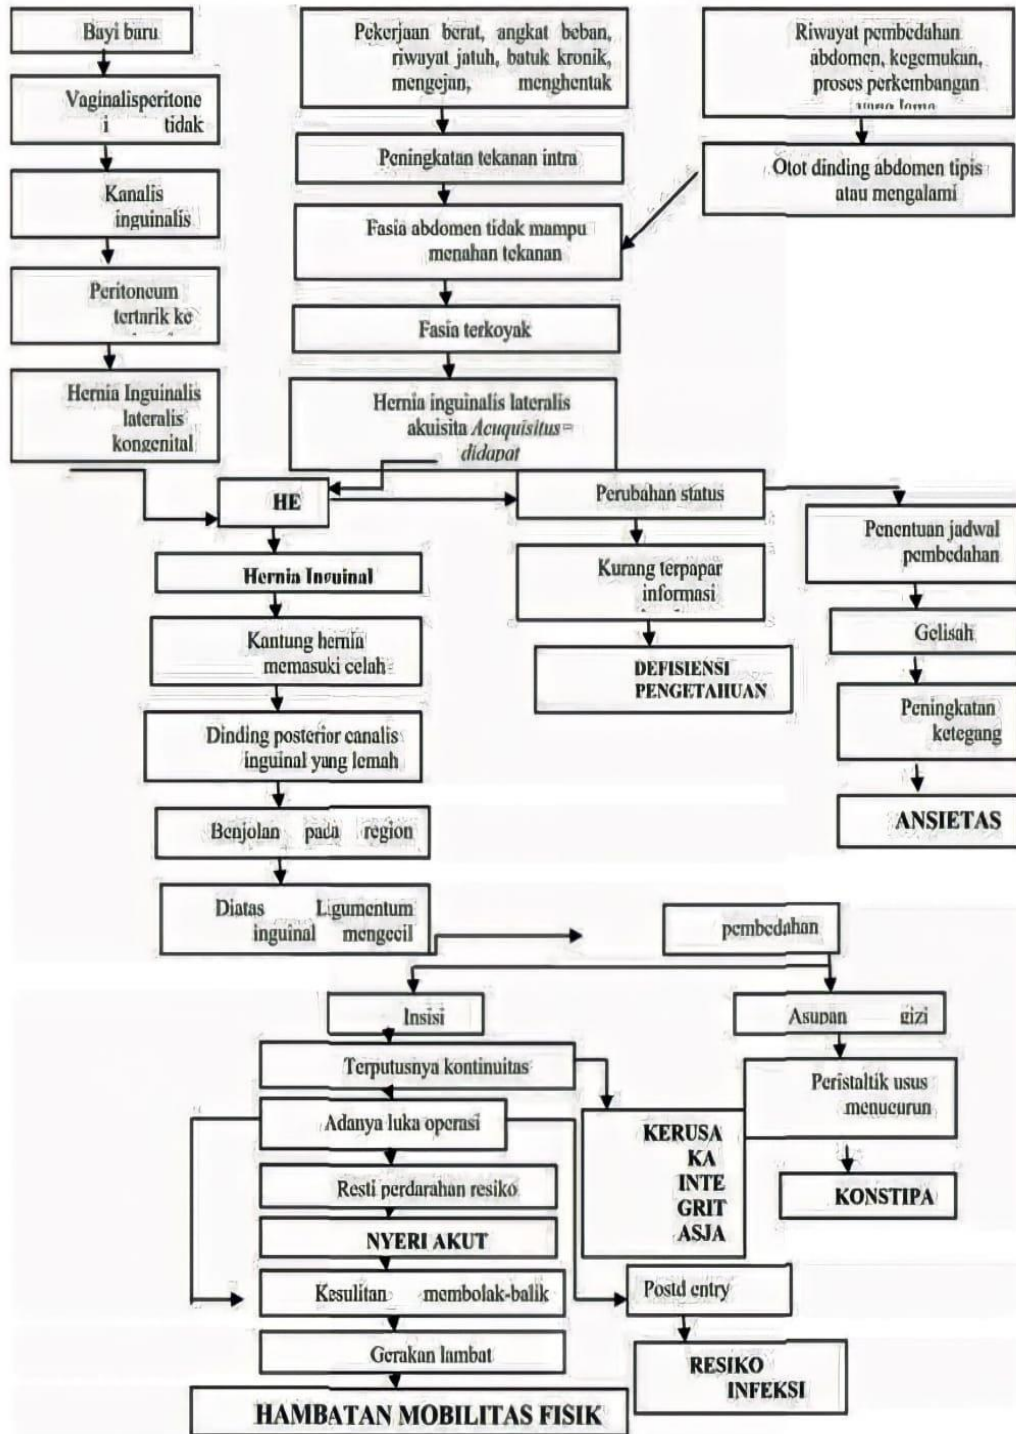 Bayi baru
Pekerjaan berat, angkat beban,
riwayat jatuh, batuk kronik,
mengejan, menghentak
Riwayat pembedahan
abdomen, kegemukan,
proses perkembangan
yang lama
Vaginalisperitone
i tidak
Peningkatan tekanan intra
Otot dinding abdomen tipis
atau mengalami
Kanalis
inguinalis
Fasia abdomen tidak mampu
menahan tekanan
Peritoneum
tertarik ke
Fasia terkoyak
Hernia Inguinalis
lateralis
kongenital
Hernia inguinalis lateralis
akuisita Acuquisitus=
didapat
HE
Perubahan status
Penentuan jadwal
pembedahan
Hernia Inguinal
Kurang terpapar
informasi
Gelisah
Kantung hernia
memasuki celah
DEFISIENSI
PENGETAHUAN
Peningkatan
ketegang
Dinding posterior canalis
inguinal yang lemah
ANSIETAS
Benjolan pada region
Diatas Ligumentum
inguinal mengecil
pembedahan
Insisi
Asupan gizi
Terputusnya kontinuitas
Peristaltik usus
menucurun
Adanya luka operasi
KERUSA
KA
INTE
GRIT
ASJA
Resti perdarahan resiko
KONSTIPA
NYERI AKUT
Kesulitan membolak-balik
Postd entry
Gerakan lambat
RESIKO
INFEKSI
HAMBATAN MOBILITAS FISIK